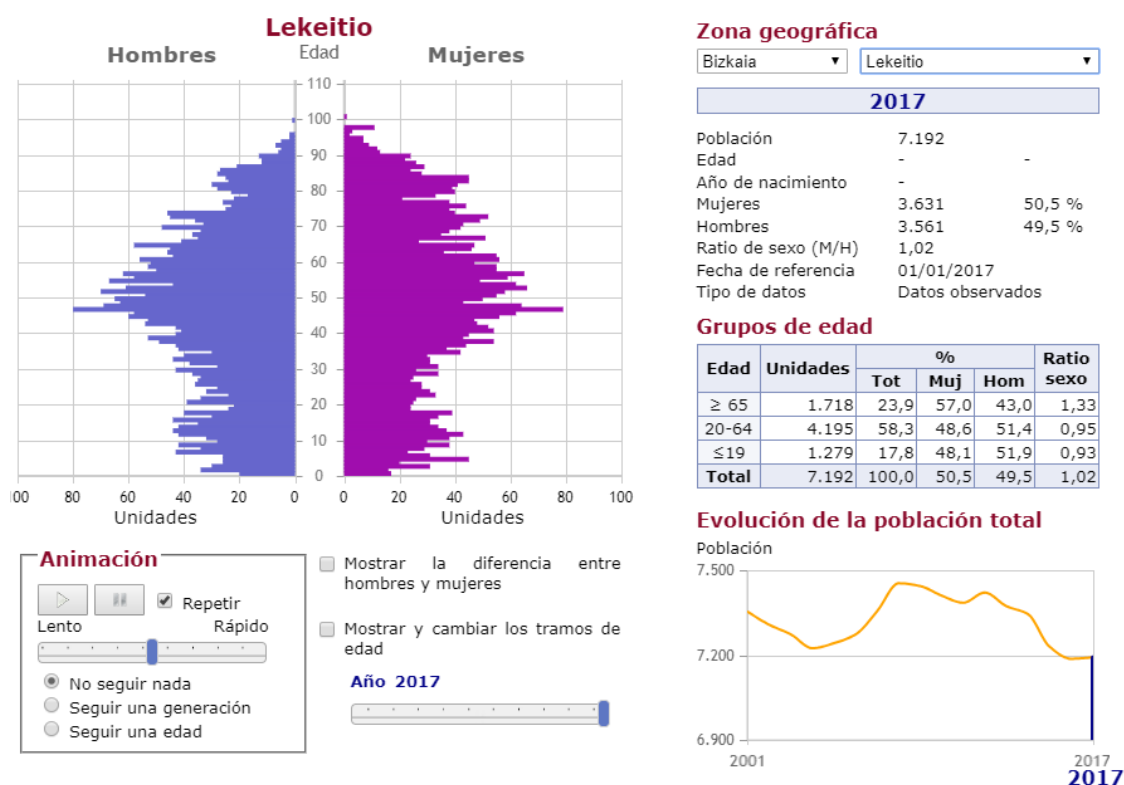 Lekeitio
Hombres Edad Mujeres
110
100
90
80
70
60
50
40
30
20
10
0
00 80 60 40 20 0 0 20 40 60 80 100
Unidades Unidades
Animación
Repetir
Lento Rápido
No seguir nada
Seguir una generación
Seguir una edad
Mostrar la diferencia entre
hombres y mujeres
Mostrar y cambiar los tramos de
edad
Año 2017
Zona geográfica
Bizkaia Lekeitio
2017
Población 7.192
Edad - -
Año de nacimiento -
Mujeres 3.631 50,5 %
Hombres 3.561 49,5 %
Ratio de sexo (M/H) 1,02
Fecha de referencia 01/01/2017
Tipo de datos Datos observados
Grupos de edad
Edad Unidades % Ratio sexo
Tot Muj Hom
≥ 65 1.718 23,9 57,0 43,0 1,33
20-64 4.195 58,3 48,6 51,4 0,95
≤19 1.279 17,8 48,1 51,9 0,93
Total 7.192 100,0 50,5 49,5 1,02
Evolución de la población total
Población
7.500
7.200
6.900
2001 2017
2017